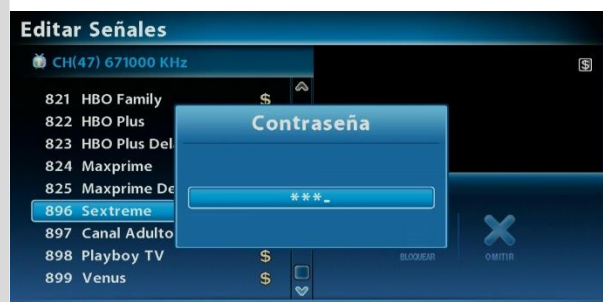 Editar Señales
CH(47) 671000 KHz
$
821 HBO Family $
822 HBO Plus
823 HBO Plus Del
824 Maxprime
825 Maxprime De
896 Sextreme
897 Canal Adulto
898 Playboy TV $
899 Venus $
Contraseña
***_
BLOQUEAR
OMITIR